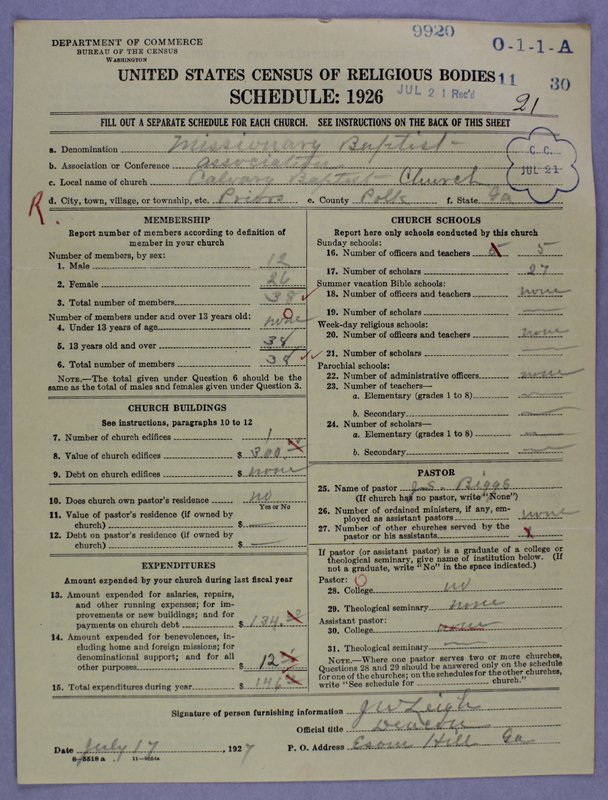 9920
DEPARTMENT OF COMMERCE
BUREAU OF THE CENSUS
WASHINGTON
O-1-1-A
UNITED STATES CENSUS OF RELIGIOUS BODIES 11 30
SCHEDULE: 1926 JUL 21 Rec'd
21
FILL OUT A SEPARATE SCHEDULE FOR EACH CHURCH. SEE INSTRUCTIONS ON THE BACK OF THIS SHEET
a. Denomination Missionary Baptist
b. Association or Conference Association
C. C.
JUL 21
c. Local name of church Calvary Baptist Church
d. City, town, village, or township, etc. Priors e. County Polk f. State Ga
R.
MEMBERSHIP
Report number of members according to definition of
member in your church
Number of members, by sex:
1. Male 12
2. Female 26
3. Total number of members 38
Number of members under and over 13 years old:
4. Under 13 years of age none
5. 13 years old and over 38
6. Total number of members 38
NOTE.—The total given under Question 6 should be the
same as the total of males and females given under Question 3.
CHURCH BUILDINGS
See instructions, paragraphs 10 to 12
7. Number of church edifices 1
8. Value of church edifices $ 300
9. Debt on church edifices $ none
10. Does church own pastor's residence no
Yes or No
11. Value of pastor's residence (if owned by
church) $
12. Debt on pastor's residence (if owned by
church) $
EXPENDITURES
Amount expended by your church during last fiscal year
13. Amount expended for salaries, repairs,
and other running expenses; for im-
provements or new buildings; and for
payments on church debt $ 134.
14. Amount expended for benevolences, in-
cluding home and foreign missions; for
denominational support; and for all
other purposes $ 12
15. Total expenditures during year $ 146
CHURCH SCHOOLS
Report here only schools conducted by this church
Sunday schools:
16. Number of officers and teachers 5
17. Number of scholars 27
Summer vacation Bible schools:
18. Number of officers and teachers none
19. Number of scholars
Week-day religious schools:
20. Number of officers and teachers none
21. Number of scholars
Parochial schools:
22. Number of administrative officers none
23. Number of teachers—
a. Elementary (grades 1 to 8)
b. Secondary
24. Number of scholars—
a. Elementary (grades 1 to 8)
b. Secondary
PASTOR
25. Name of pastor J. S. Biggs
(If church has no pastor, write "None")
26. Number of ordained ministers, if any, em-
ployed as assistant pastors none
27. Number of other churches served by the
pastor or his assistants
If pastor (or assistant pastor) is a graduate of a college or
theological seminary, give name of institution below. (If
not a graduate, write "No" in the space indicated.)
Pastor:
28. College no
29. Theological seminary none
Assistant pastor:
30. College none
31. Theological seminary
NOTE.—Where one pastor serves two or more churches,
Questions 28 and 29 should be answered only on the schedule
for one of the churches; on the schedules for the other churches,
write "See schedule for church."
Signature of person furnishing information J W Leigh
Official title Deacon
Date July 17, 1927 P. O. Address Esom Hill Ga
8—5518 a